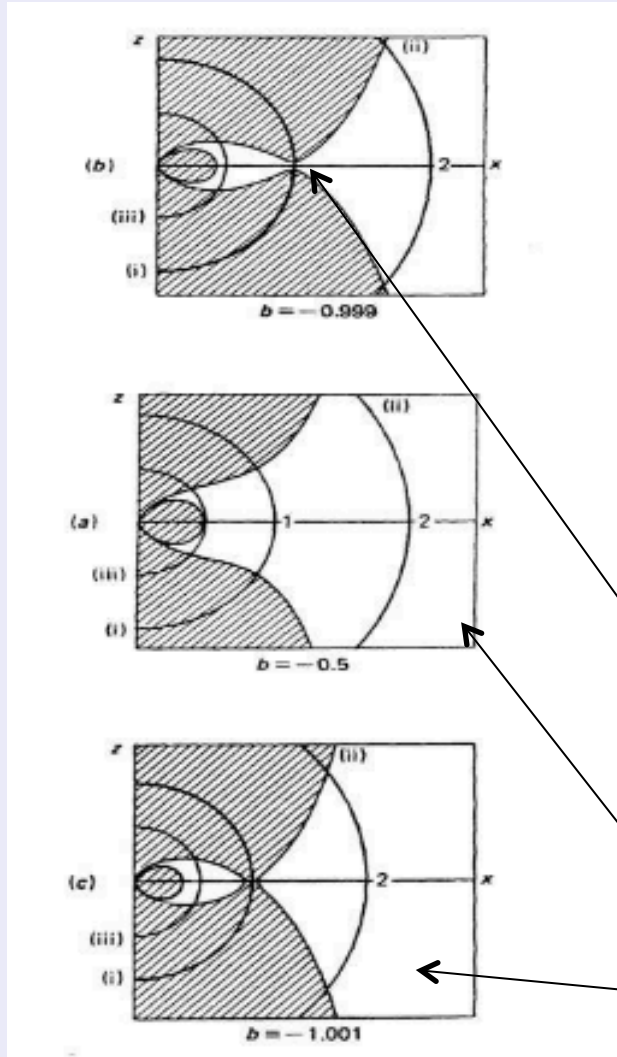 z
(ii)
(b)
2
x
(iii)
(i)
b = −0.999
z
(ii)
(a)
1
2
x
(iii)
(i)
b = −0.5
z
(ii)
(c)
2
x
(iii)
(i)
b = −1.001